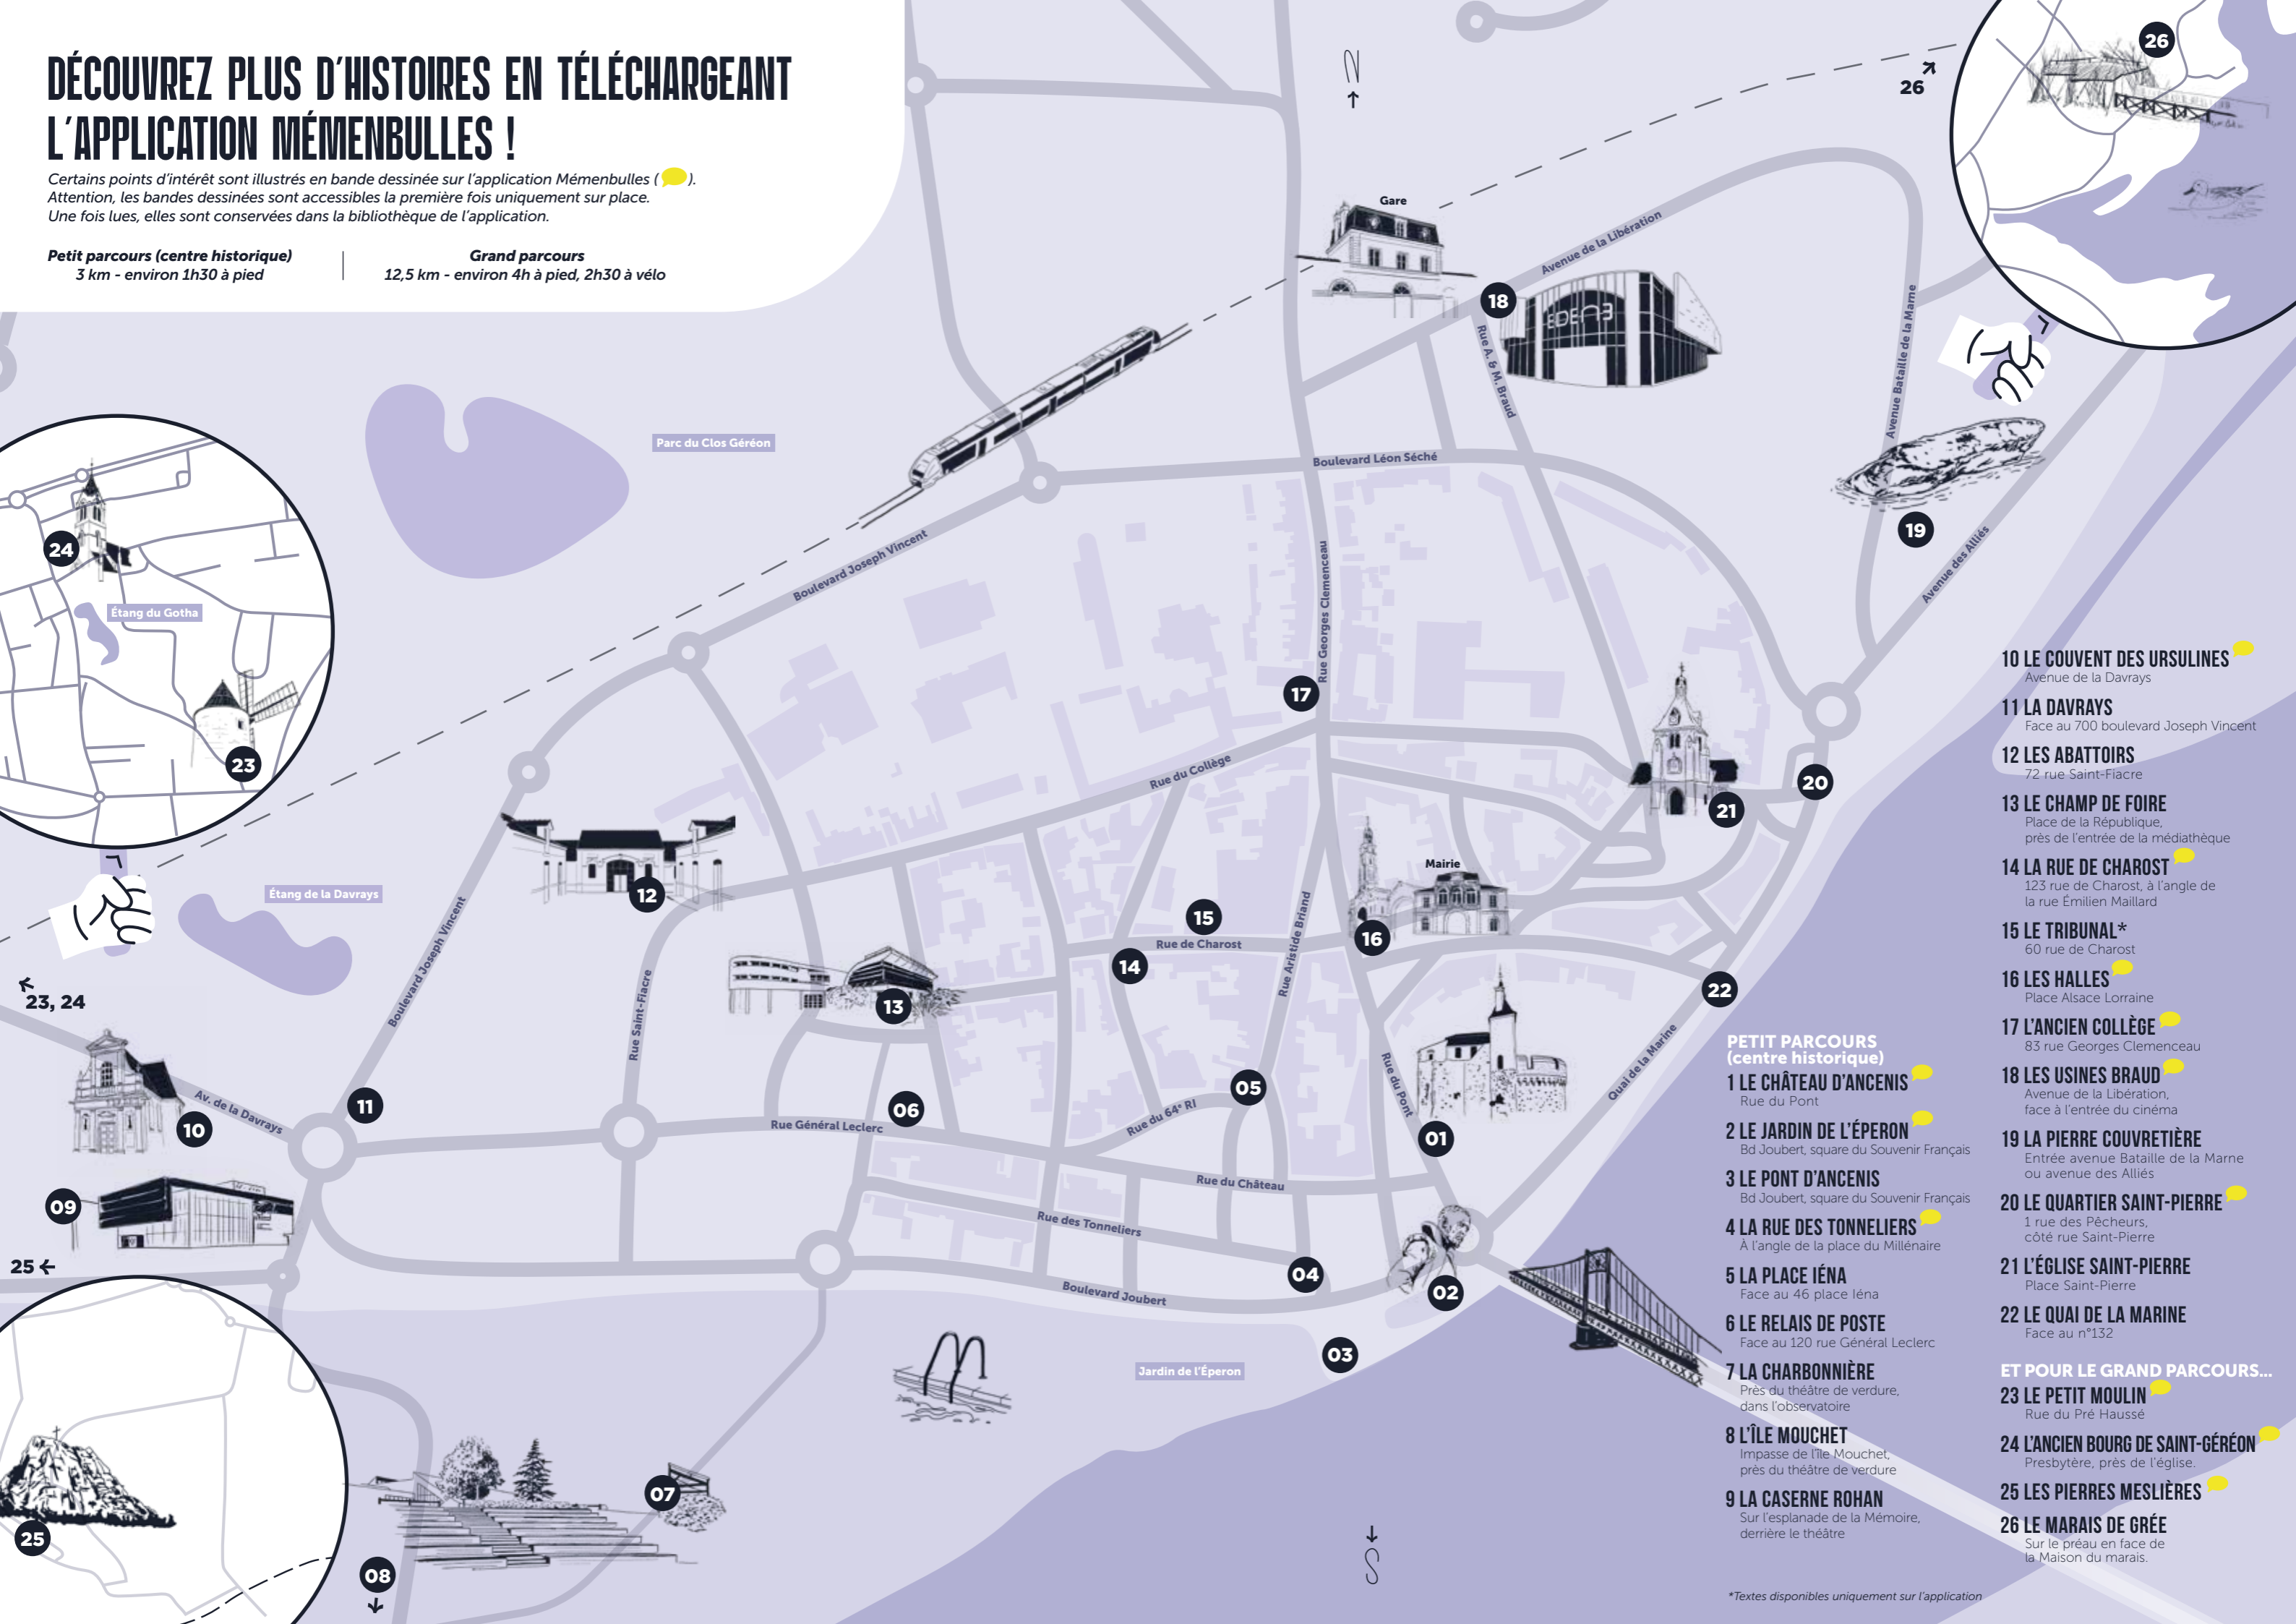 DÉCOUVREZ PLUS D'HISTOIRES EN TÉLÉCHARGEANT
L'APPLICATION MÉMENBULLES !
Certains points d'intérêt sont illustrés en bande dessinée sur l'application Mémenbulles ( ).
Attention, les bandes dessinées sont accessibles la première fois uniquement sur place.
Une fois lues, elles sont conservées dans la bibliothèque de l'application.
Petit parcours (centre historique)
3 km - environ 1h30 à pied
Grand parcours
12,5 km - environ 4h à pied, 2h30 à vélo
N
26
26
Gare
Avenue de la Libération
18
EDEN3
Rue A. & M. Braud
Avenue Bataille de la Marne
Parc du Clos Géréon
Boulevard Léon Séché
19
Avenue des Alliés
24
Étang du Gotha
23
Boulevard Joseph Vincent
Rue Georges Clemenceau
17
Rue du Collège
20
21
12
Étang de la Davrays
Boulevard Joseph Vincent
Mairie
15
Rue de Charost
14
Rue Aristide Briand
16
22
23, 24
Rue Saint-Fiacre
13
Quai de la Marine
Av. de la Davrays
10
11
06
Rue Général Leclerc
Rue du 64e RI
05
Rue du Pont
01
09
Rue du Château
Rue des Tonneliers
25
04
02
Boulevard Joubert
03
Jardin de l'Éperon
07
25
08
S
PETIT PARCOURS
(centre historique)
1 LE CHÂTEAU D'ANCENIS
Rue du Pont
2 LE JARDIN DE L'ÉPERON
Bd Joubert, square du Souvenir Français
3 LE PONT D'ANCENIS
Bd Joubert, square du Souvenir Français
4 LA RUE DES TONNELIERS
À l'angle de la place du Millénaire
5 LA PLACE IÉNA
Face au 46 place Iéna
6 LE RELAIS DE POSTE
Face au 120 rue Général Leclerc
7 LA CHARBONNIÈRE
Près du théâtre de verdure,
dans l'observatoire
8 L'ÎLE MOUCHET
Impasse de l'île Mouchet,
près du théâtre de verdure
9 LA CASERNE ROHAN
Sur l'esplanade de la Mémoire,
derrière le théâtre
10 LE COUVENT DES URSULINES
Avenue de la Davrays
11 LA DAVRAYS
Face au 700 boulevard Joseph Vincent
12 LES ABATTOIRS
72 rue Saint-Fiacre
13 LE CHAMP DE FOIRE
Place de la République,
près de l'entrée de la médiathèque
14 LA RUE DE CHAROST
123 rue de Charost, à l'angle de
la rue Émilien Maillard
15 LE TRIBUNAL*
60 rue de Charost
16 LES HALLES
Place Alsace Lorraine
17 L'ANCIEN COLLÈGE
83 rue Georges Clemenceau
18 LES USINES BRAUD
Avenue de la Libération,
face à l'entrée du cinéma
19 LA PIERRE COUVRETIÈRE
Entrée avenue Bataille de la Marne
ou avenue des Alliés
20 LE QUARTIER SAINT-PIERRE
1 rue des Pêcheurs,
côté rue Saint-Pierre
21 L'ÉGLISE SAINT-PIERRE
Place Saint-Pierre
22 LE QUAI DE LA MARINE
Face au n°132
ET POUR LE GRAND PARCOURS...
23 LE PETIT MOULIN
Rue du Pré Haussé
24 L'ANCIEN BOURG DE SAINT-GÉRÉON
Presbytère, près de l'église.
25 LES PIERRES MESLIÈRES
26 LE MARAIS DE GRÉE
Sur le préau en face de
la Maison du marais.
*Textes disponibles uniquement sur l'application